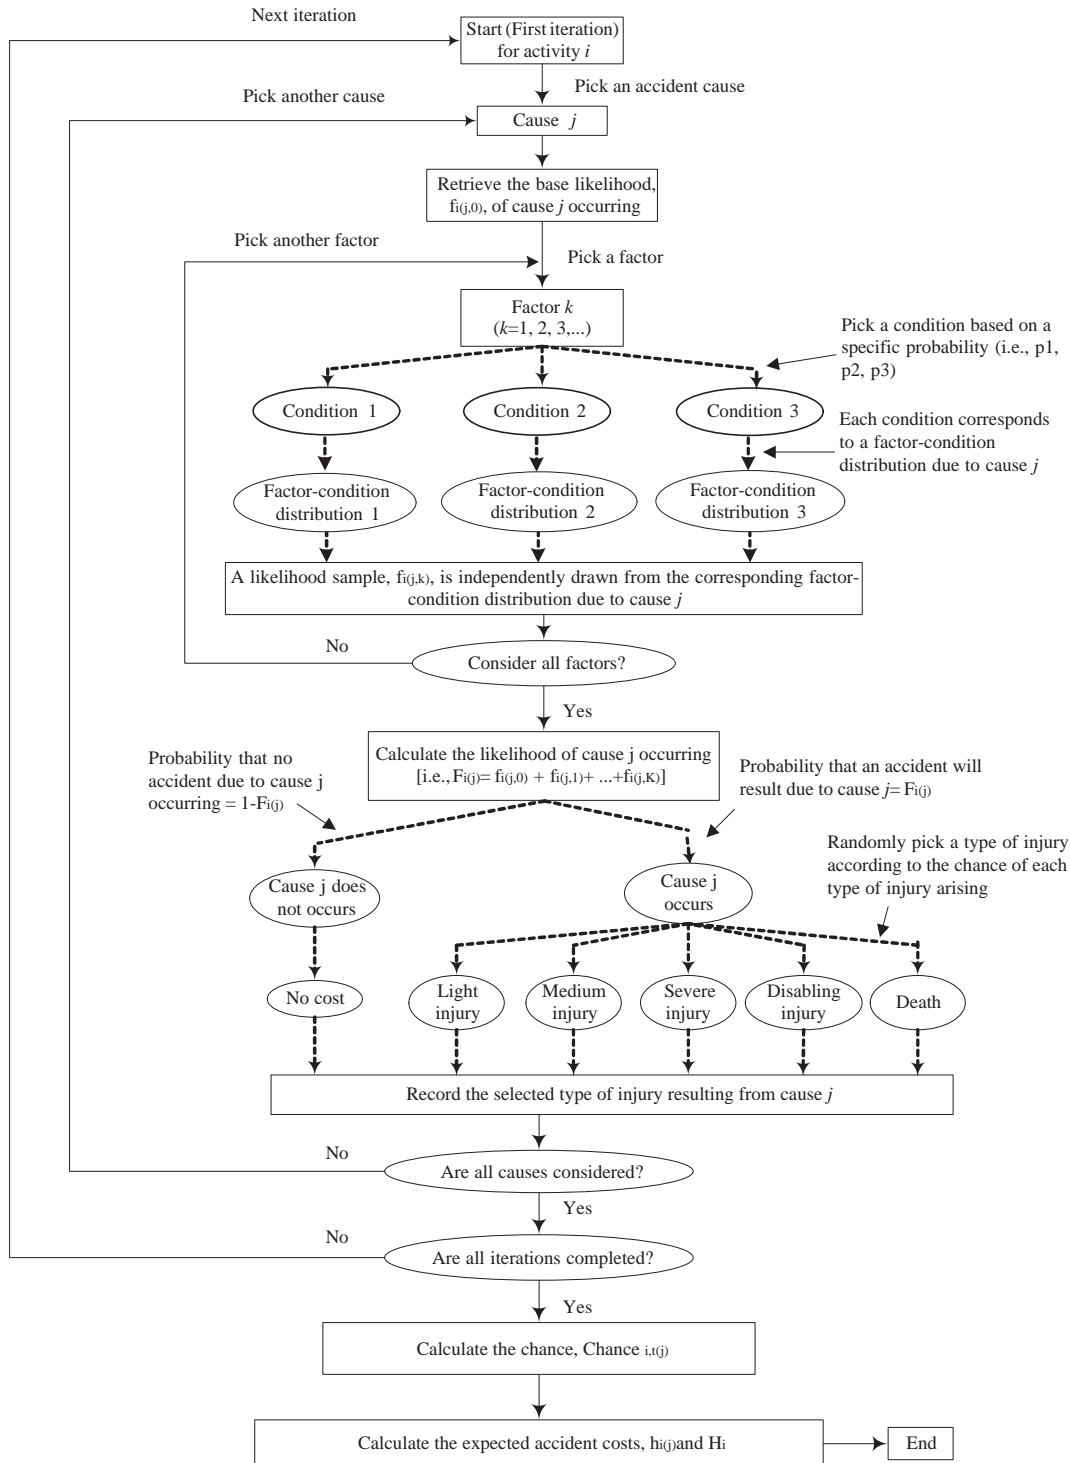 Next iteration
Start (First iteration)
for activity i
Pick an accident cause
Pick another cause
Cause j
Retrieve the base likelihood,
fi(j,0), of cause j occurring
Pick another factor
Pick a factor
Factor k
(k=1, 2, 3,...)
Pick a condition based on a
specific probability (i.e., p1,
p2, p3)
Condition 1
Condition 2
Condition 3
Each condition corresponds
to a factor-condition
distribution due to cause j
Factor-condition
distribution 1
Factor-condition
distribution 2
Factor-condition
distribution 3
A likelihood sample, fi(j,k), is independently drawn from the corresponding factor-
condition distribution due to cause j
No
Consider all factors?
Yes
Calculate the likelihood of cause j occurring
[i.e., Fi(j)= fi(j,0) + fi(j,1)+ ...+fi(j,K)]
Probability that no
accident due to cause j
occurring = 1-Fi(j)
Probability that an accident will
result due to cause j= Fi(j)
Randomly pick a type of injury
according to the chance of each
type of injury arising
Cause j does
not occurs
Cause j
occurs
No cost
Light
injury
Medium
injury
Severe
injury
Disabling
injury
Death
Record the selected type of injury resulting from cause j
No
Are all causes considered?
Yes
No
Are all iterations completed?
Yes
Calculate the chance, Chance i,t(j)
Calculate the expected accident costs, hi(j)and Hi
End